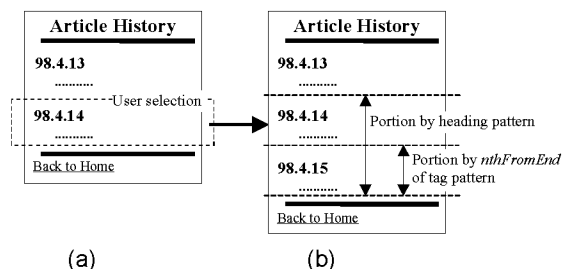 Article History
98.4.13
...........
User selection
98.4.14
...........
Back to Home
(a)
Article History
98.4.13
...........
98.4.14
...........
Portion by heading pattern
98.4.15
...........
Portion by nthFromEnd
of tag pattern
Back to Home
(b)